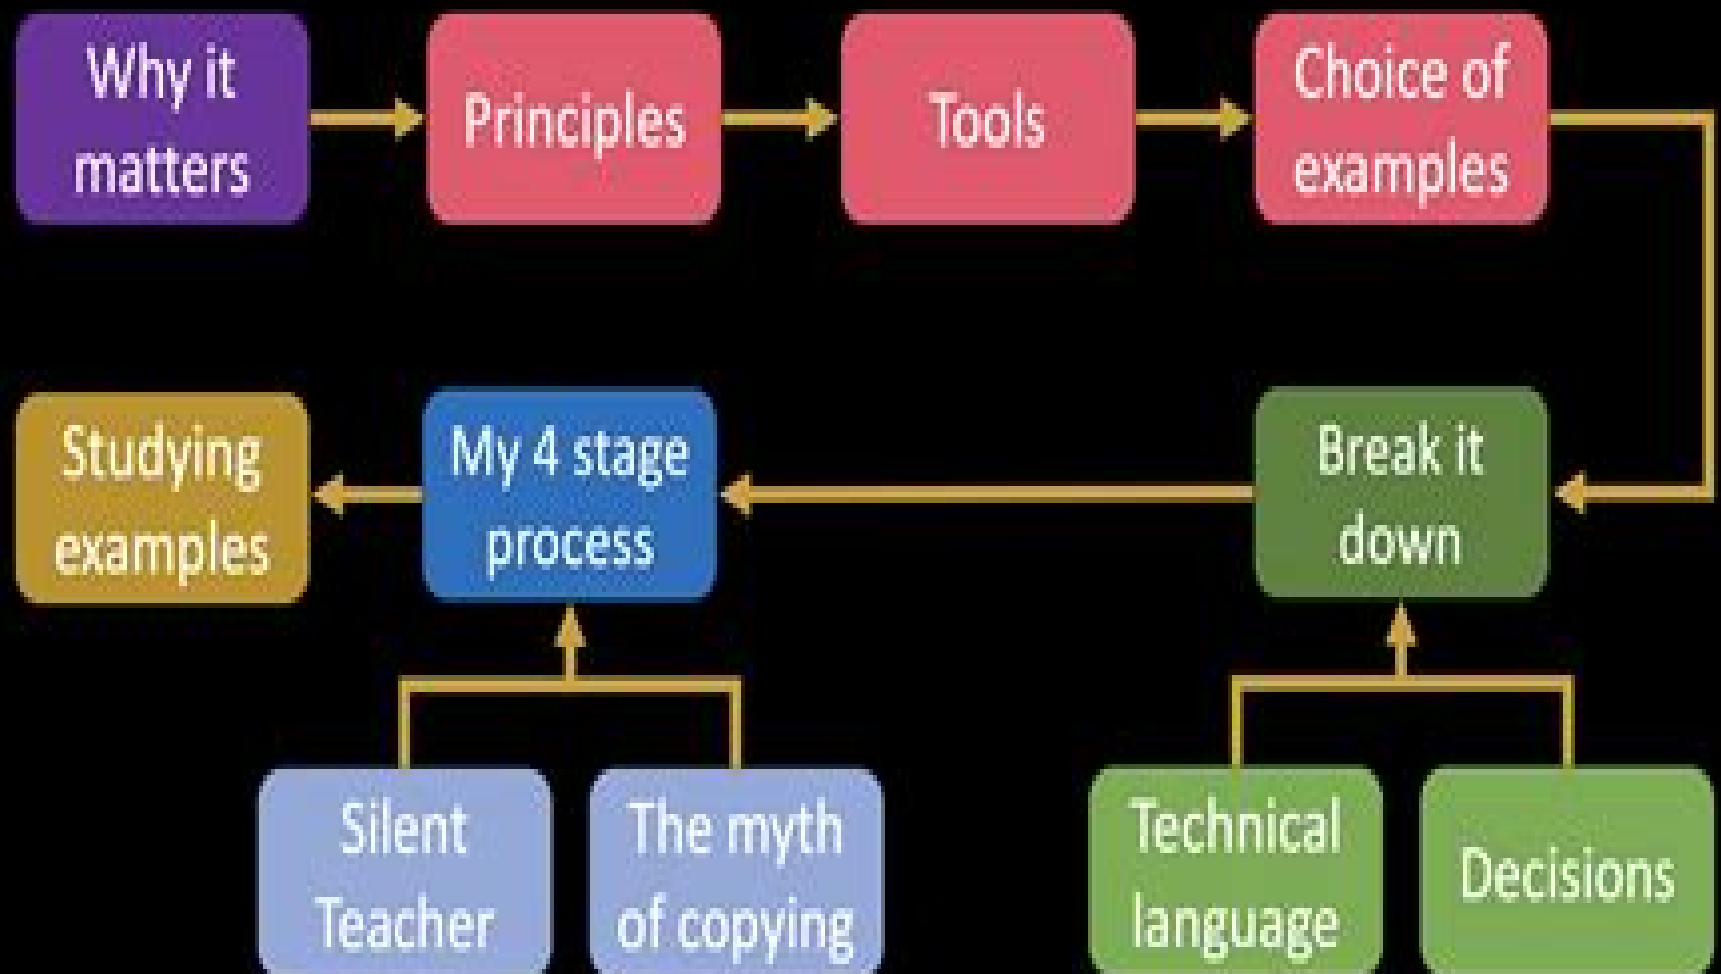 Why it
matters
Principles
Tools
Choice of
examples
Studying
examples
My 4 stage
process
Break it
down
Silent
Teacher
The myth
of copying
Technical
language
Decisions